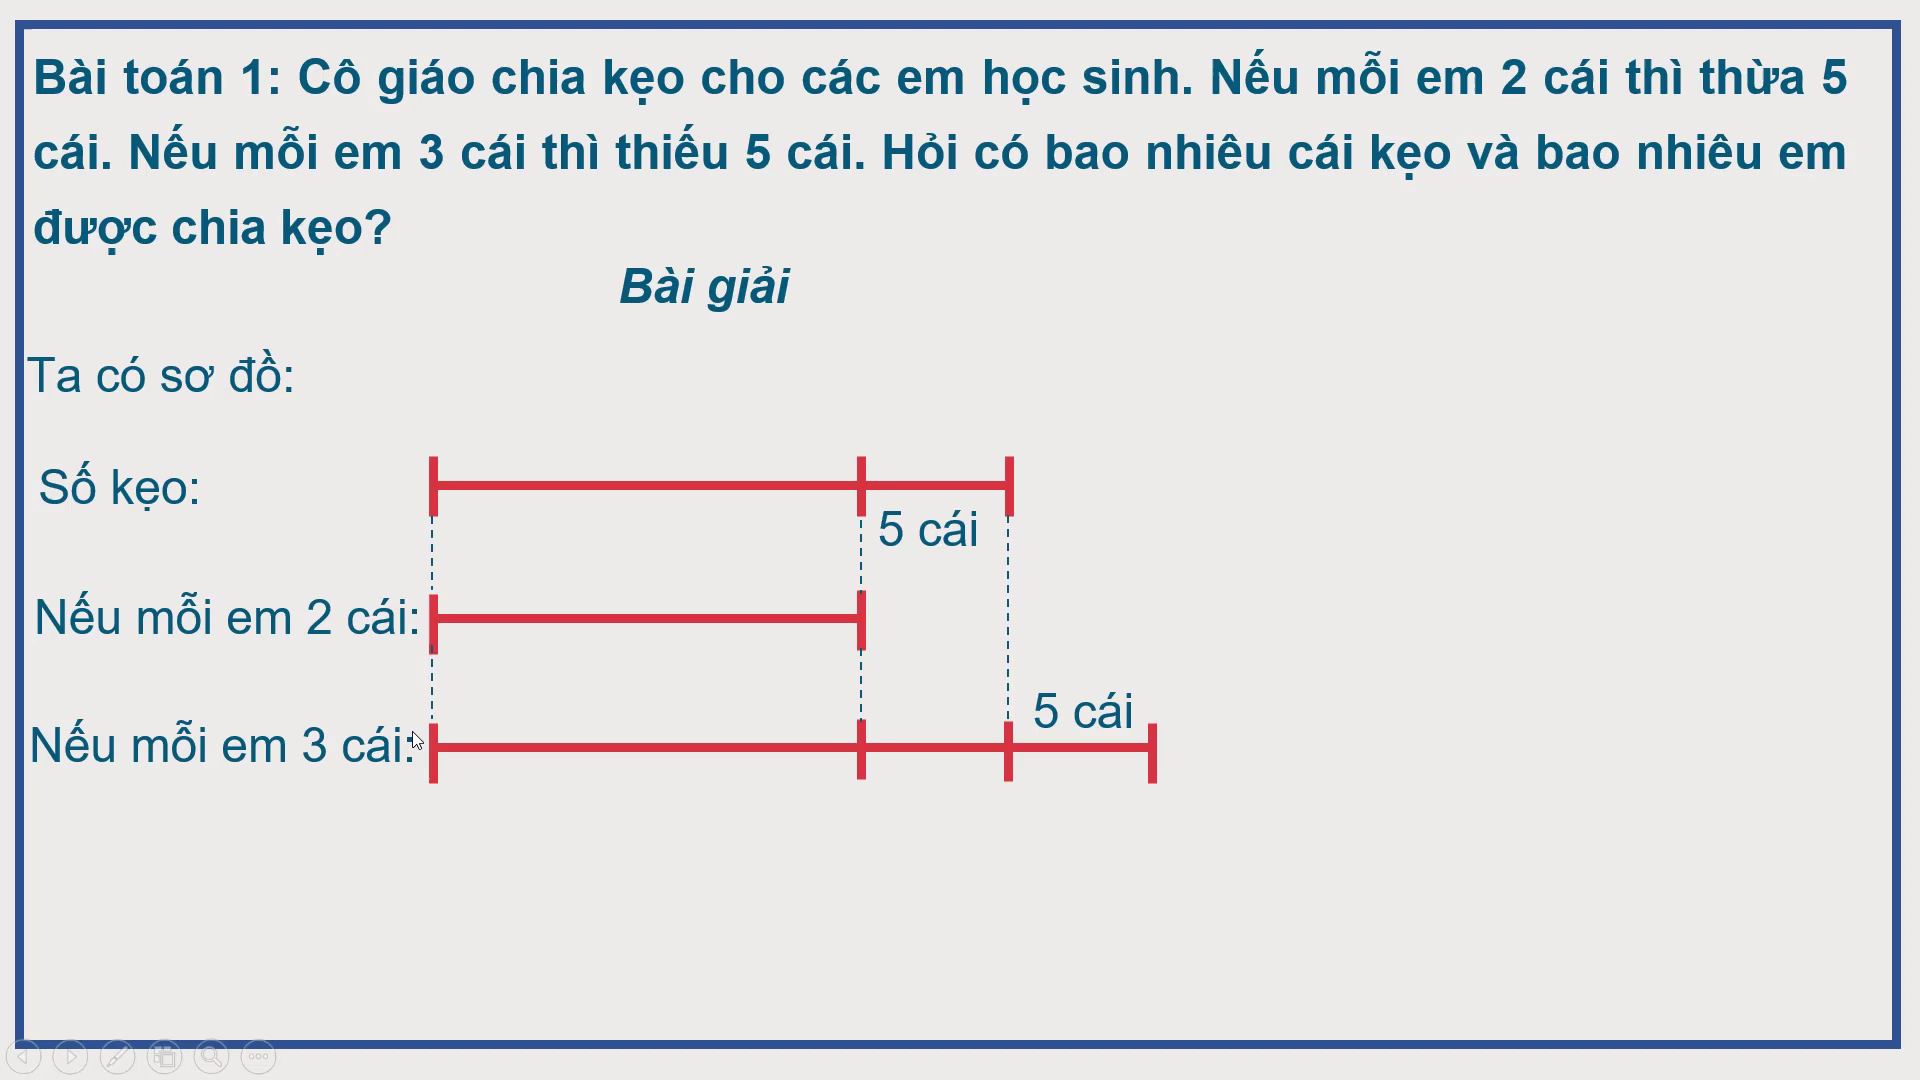 Bài toán 1: Cô giáo chia kẹo cho các em học sinh. Nếu mỗi em 2 cái thì thừa 5
cái. Nếu mỗi em 3 cái thì thiếu 5 cái. Hỏi có bao nhiêu cái kẹo và bao nhiêu em
được chia kẹo?
Bài giải
Ta có sơ đồ:
Số kẹo:
5 cái
Nếu mỗi em 2 cái:
5 cái
Nếu mỗi em 3 cái: